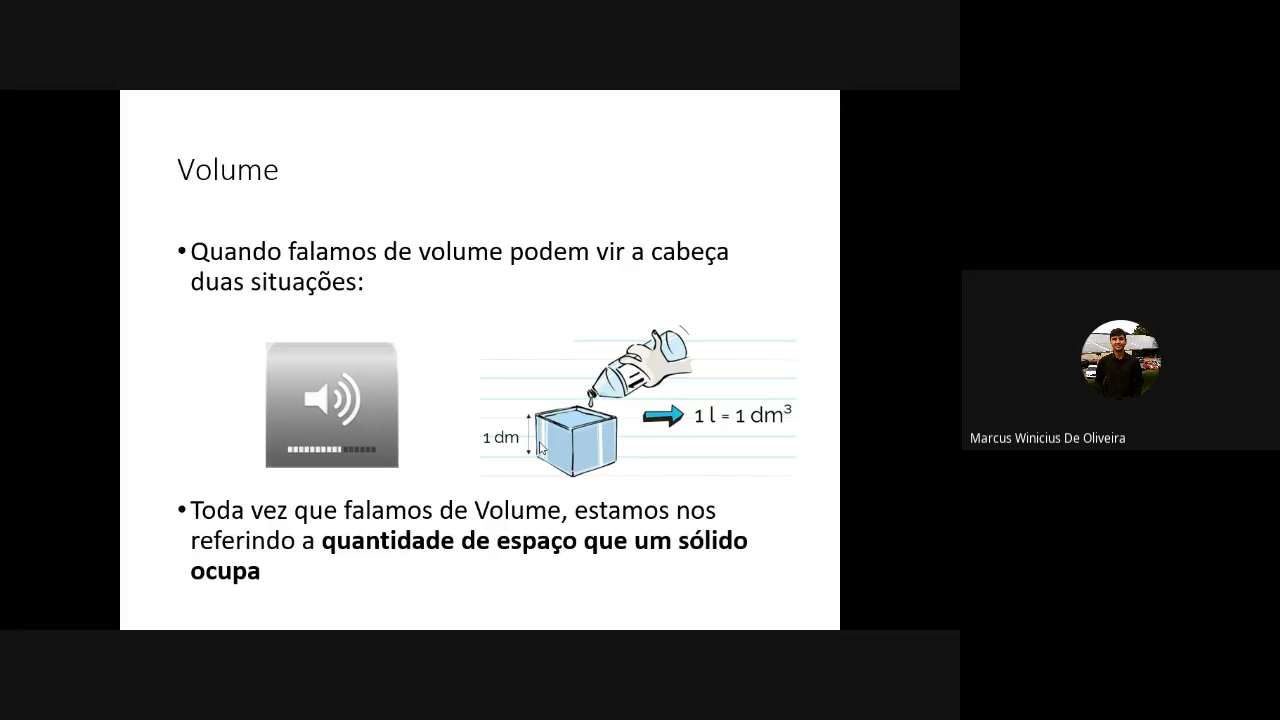 Volume
•Quando falamos de volume podem vir a cabeça
duas situações:
1 dm
1 l = 1 dm³
•Toda vez que falamos de Volume, estamos nos
referindo a quantidade de espaço que um sólido
ocupa
Marcus Winicius De Oliveira